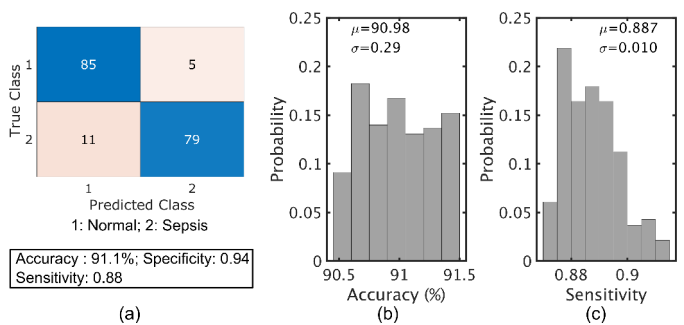 True Class
1
85
5
2
11
79
1
2
Predicted Class
1: Normal; 2: Sepsis
Accuracy : 91.1%; Specificity: 0.94
Sensitivity: 0.88
(a)
Probability
0.25
0.2
0.15
0.1
0.05
0
μ=90.98
σ=0.29
90.5
91
91.5
Accuracy (%)
(b)
Probability
0.25
0.2
0.15
0.1
0.05
0
μ=0.887
σ=0.010
0.88
0.9
Sensitivity
(c)